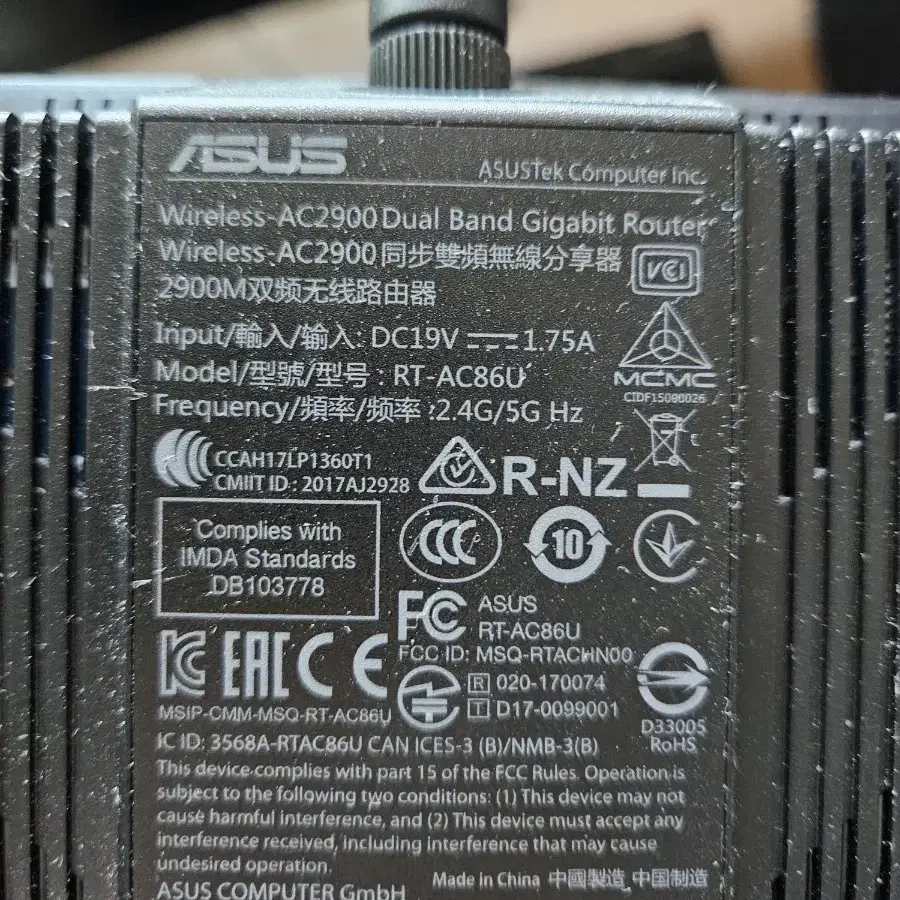 ASUS
ASUSTek Computer Inc.
Wireless-AC2900 Dual Band Gigabit Router
Wireless-AC2900 同步雙頻無線分享器
VCI
2900M双频无线路由器
Input/輸入/输入: DC19V 1.75A
Model/型號/型号 : RT-AC86U
MCMC
CIDF15000026
Frequency/頻率/频率 :2.4G/5G Hz
CCAH17LP1360T1
CMIIT ID : 2017AJ2928
R-NZ
Complies with
IMDA Standards
DB103778
CCC
10
FC ASUS
RT-AC86U
FCC ID: MSQ-RTACHN00
KC EAC CE
R 020-170074
T D17-0099001
D33005
RoHS
MSIP-CMM-MSQ-RT-AC86U
IC ID: 3568A-RTAC86U CAN ICES-3 (B)/NMB-3(B)
This device complies with part 15 of the FCC Rules. Operation is
subject to the following two conditions: (1) This device may not
cause harmful interference, and (2) This device must accept any
interference received, including interference that may cause
undesired operation.
ASUS COMPUTER GmbH
Made in China 中國製造 中国制造